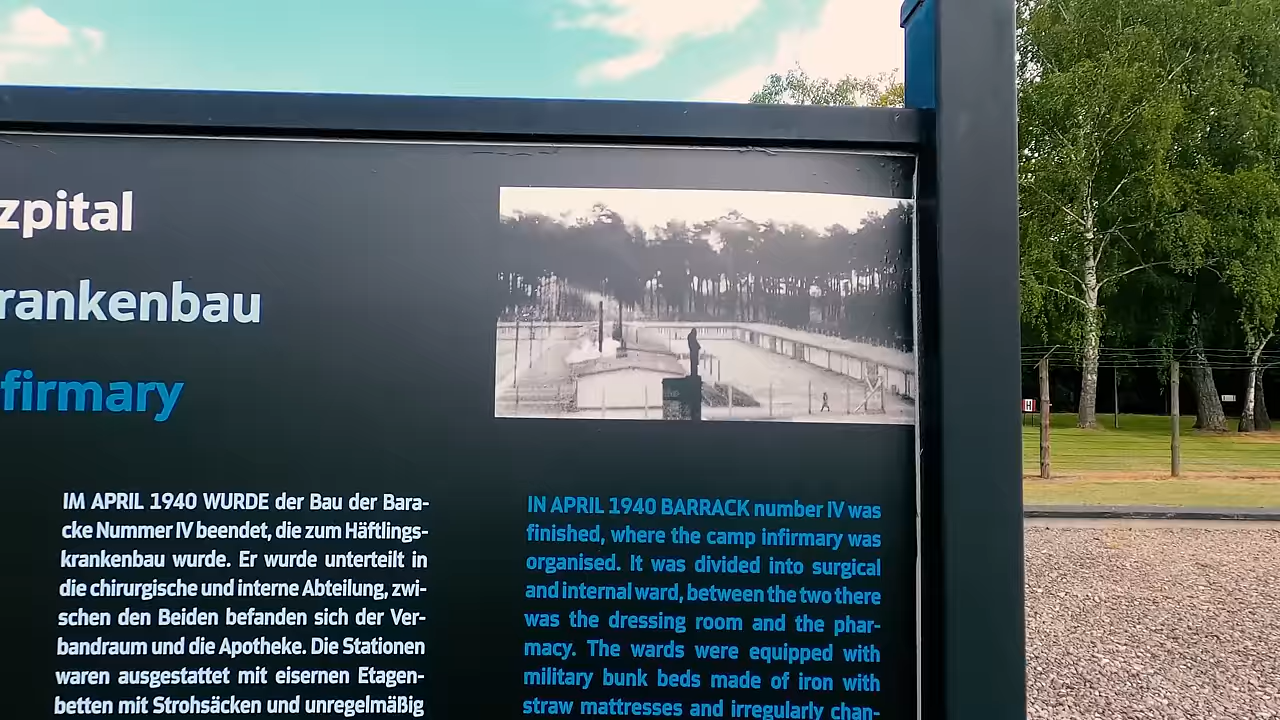 zpital
rankenbau
firmary
IM APRIL 1940 WURDE der Bau der Bara-
cke Nummer IV beendet, die zum Häftlings-
krankenbau wurde. Er wurde unterteilt in
die chirurgische und interne Abteilung, zwi-
schen den Beiden befanden sich der Ver-
bandraum und die Apotheke. Die Stationen
waren ausgestattet mit eisernen Etagen-
betten mit Strohsäcken und unregelmäßig
IN APRIL 1940 BARRACK number IV was
finished, where the camp infirmary was
organised. It was divided into surgical
and internal ward, between the two there
was the dressing room and the phar-
macy. The wards were equipped with
military bunk beds made of iron with
straw mattresses and irregularly chan-
H